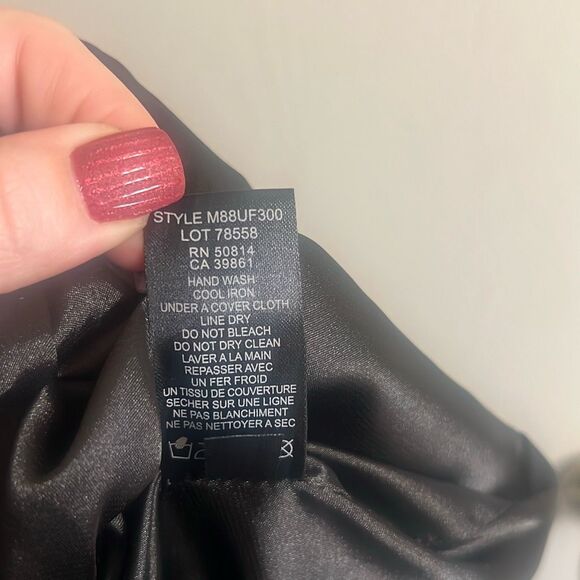 STYLE M88UF300
LOT 78558
RN 50814
CA 39861
HAND WASH
COOL IRON
UNDER A COVER CLOTH
LINE DRY
DO NOT BLEACH
DO NOT DRY CLEAN
LAVER A LA MAIN
REPASSER AVEC
UN FER FROID
UN TISSU DE COUVERTURE
SECHER SUR UNE LIGNE
NE PAS BLANCHIMENT
NE PAS NETTOYER A SEC